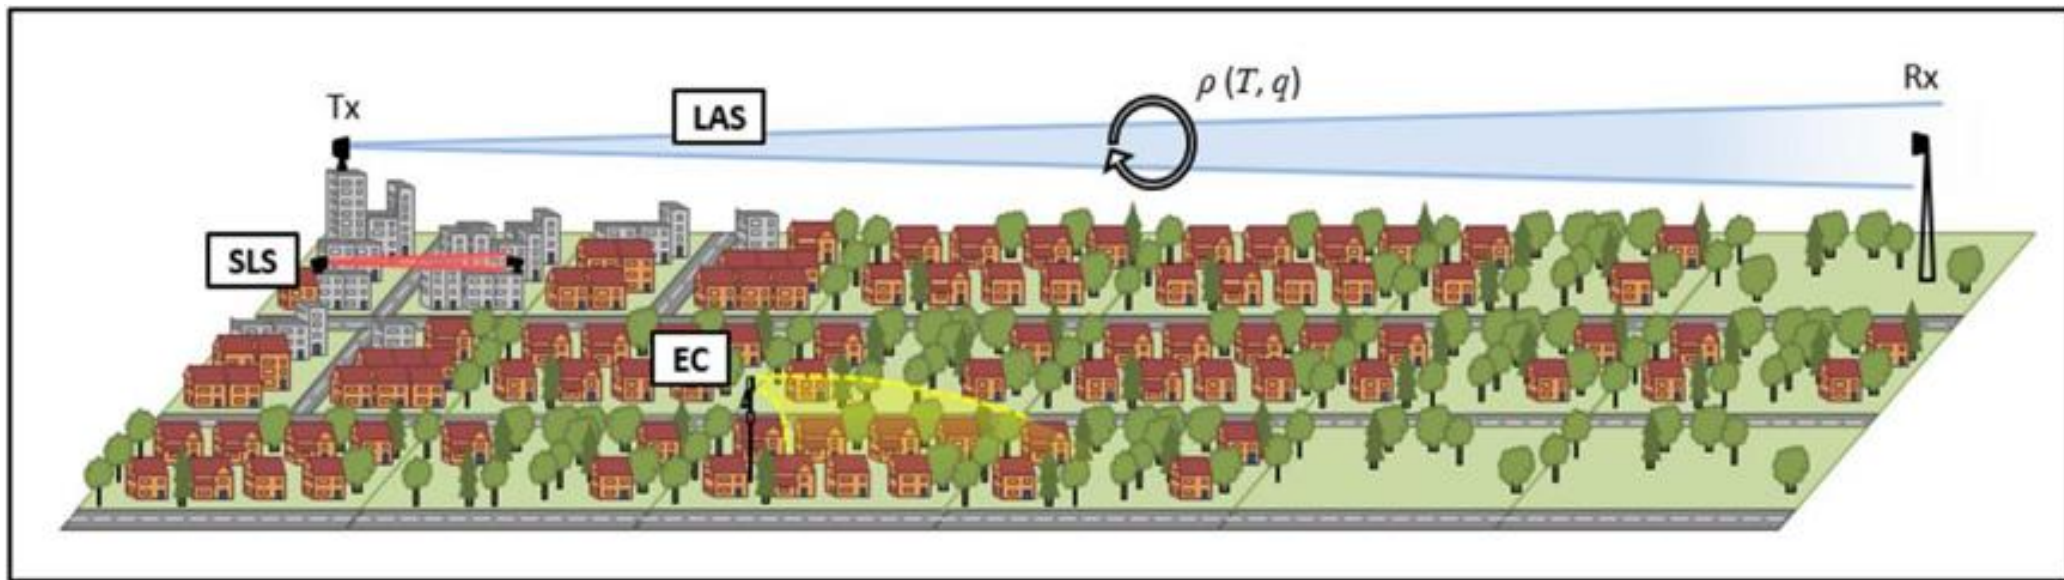 Tx
LAS
ρ (T, q)
Rx
SLS
EC